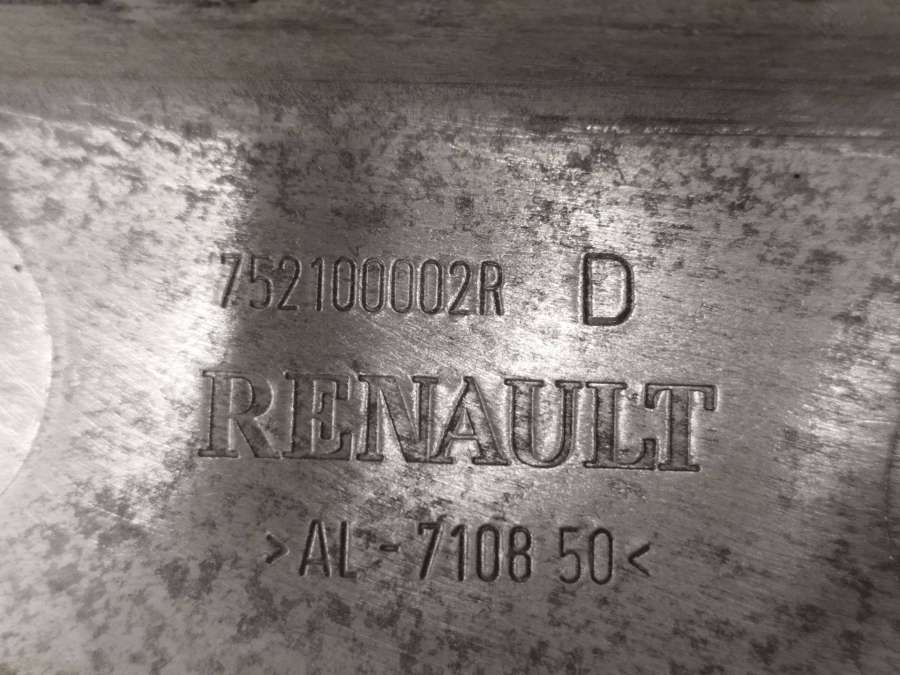 752100002R D
RENAULT
>AL-7108 50<